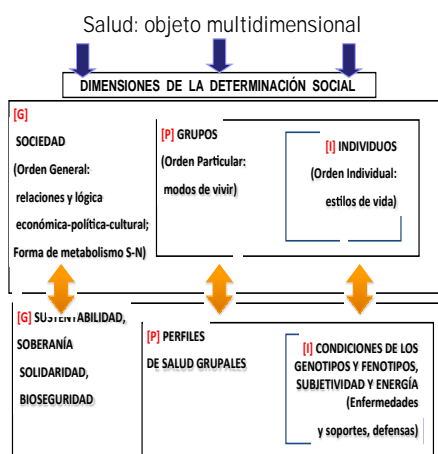 Salud: objeto multidimensional
DIMENSIONES DE LA DETERMINACIÓN SOCIAL
[G]
SOCIEDAD
(Orden General:
relaciones y lógica
económica-política-cultural;
Forma de metabolismo S-N)
[P] GRUPOS
(Orden Particular:
modos de vivir)
[I] INDIVIDUOS
(Orden Individual:
estilos de vida)
[G] SUSTENTABILIDAD,
SOBERANÍA
SOLIDARIDAD,
BIOSEGURIDAD
[P] PERFILES
DE SALUD GRUPALES
[I] CONDICIONES DE LOS
GENOTIPOS Y FENOTIPOS,
SUBJETIVIDAD Y ENERGÍA
(Enfermedades
y soportes, defensas)